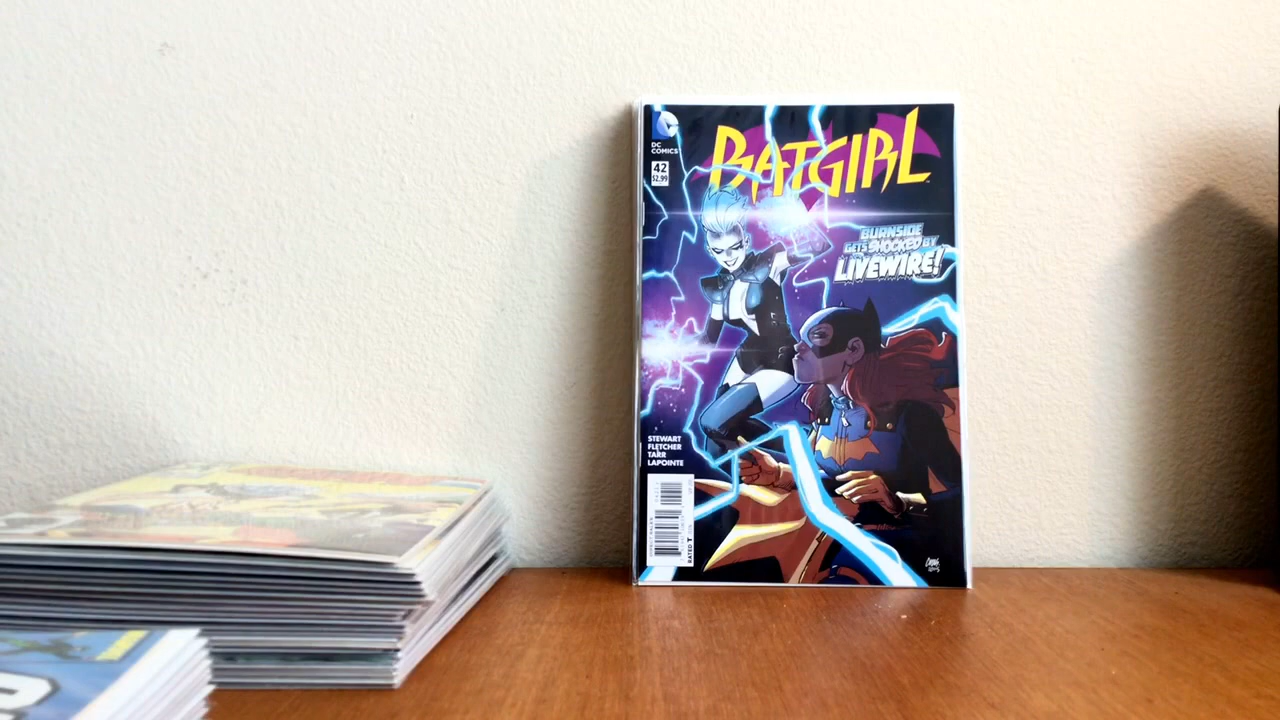 DC
COMICS
42
$2.99
BATGIRL
BURNSIDE
GETS SHOCKED BY
LIVEWIRE!
STEWART
FLETCHER
TARR
LAPOINTE
RATED T